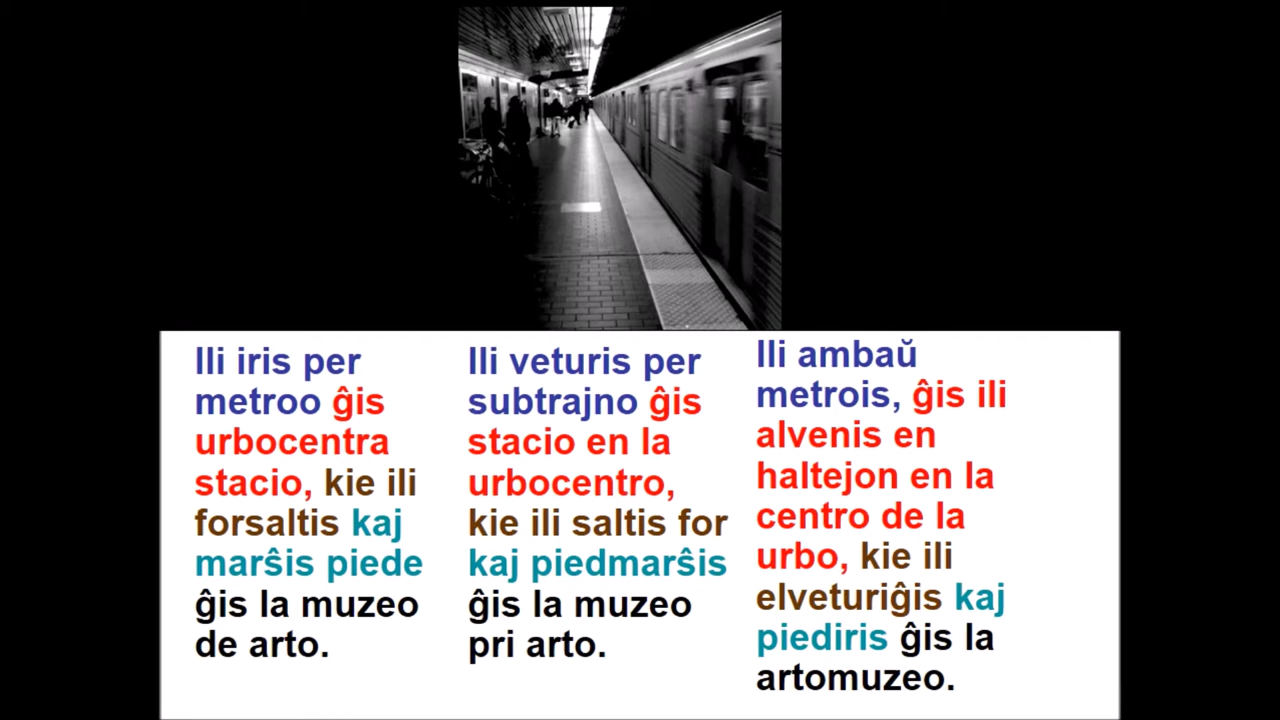 Ili iris per
metroo ĝis
urbocentra
stacio, kie ili
forsaltis kaj
marŝis piede
ĝis la muzeo
de arto.
Ili veturis per
subtrajno ĝis
stacio en la
urbocentro,
kie ili saltis for
kaj piedmarŝis
ĝis la muzeo
pri arto.
Ili ambaŭ
metrois, ĝis ili
alvenis en
haltejon en la
centro de la
urbo, kie ili
elveturiĝis kaj
piediris ĝis la
artomuzeo.